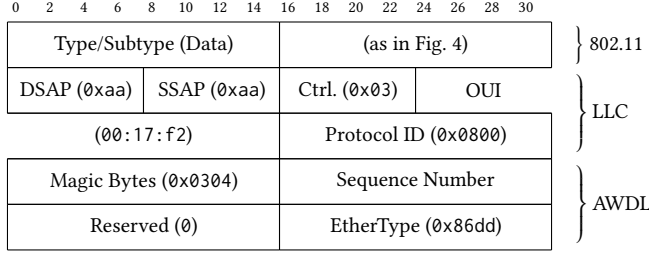 0 2 4 6 8 10 12 14 16 18 20 22 24 26 28 30
Type/Subtype (Data) (as in Fig. 4) 802.11
DSAP (0xaa) SSAP (0xaa) Ctrl. (0x03) OUI
LLC
(00:17:f2) Protocol ID (0x0800)
Magic Bytes (0x0304) Sequence Number
AWDL
Reserved (0) EtherType (0x86dd)